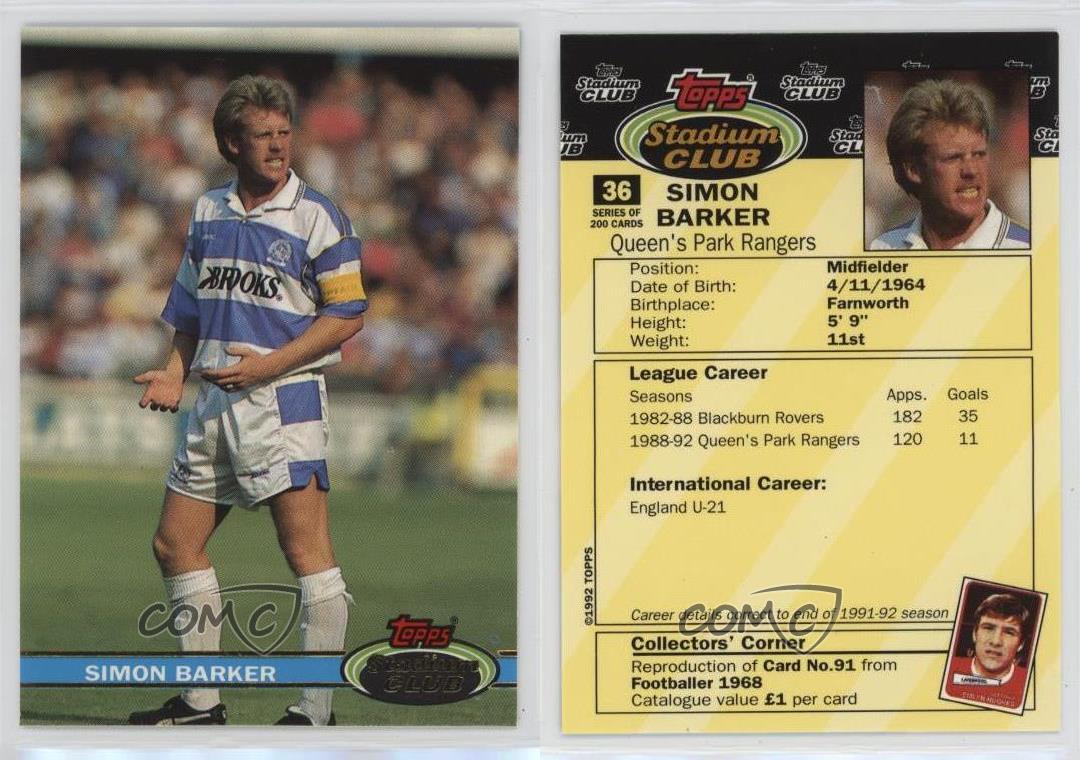 BROOKS
topps
Stadium
CLUB
SIMON BARKER
COMC
topps
Stadium
CLUB
topps
Stadium
CLUB
topps
Stadium
CLUB
36
SERIES OF
200 CARDS
SIMON
BARKER
Queen's Park Rangers
Position: Midfielder
Date of Birth: 4/11/1964
Birthplace: Farnworth
Height: 5' 9"
Weight: 11st
League Career
Seasons Apps. Goals
1982-88 Blackburn Rovers 182 35
1988-92 Queen's Park Rangers 120 11
International Career:
England U-21
©1992 TOPPS
Career details correct to end of 1991-92 season
COMC
Collectors' Corner
Reproduction of Card No.91 from
Footballer 1968
Catalogue value £1 per card
LIVERPOOL
EMLYN HUGHES